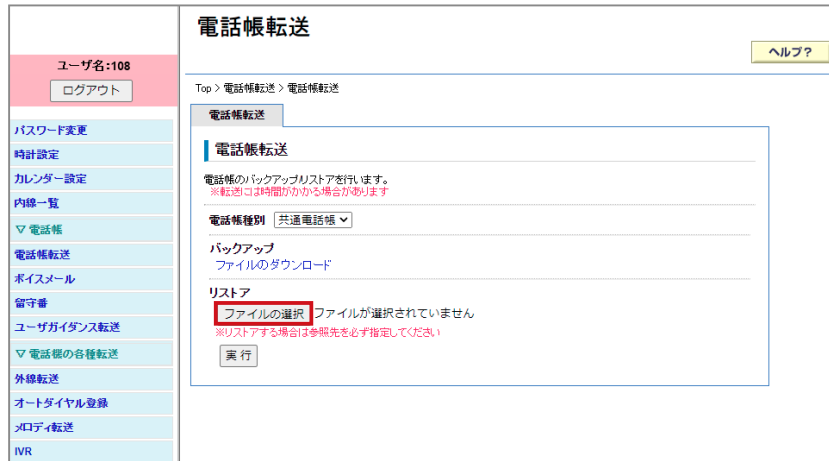 電話帳転送
ヘルプ?
ユーザ名:108
ログアウト
Top > 電話帳転送 > 電話帳転送
電話帳転送
パスワード変更
時計設定
カレンダー設定
内線一覧
▽ 電話帳
電話帳転送
ボイスメール
留守番
ユーザガイダンス転送
▽ 電話機の各種転送
外線転送
オートダイヤル登録
メロディ転送
IVR
電話帳転送
電話帳のバックアップ/リストアを行います。
※転送には時間がかかる場合があります
電話帳種別 共通電話帳
バックアップ
ファイルのダウンロード
リストア
ファイルの選択 ファイルが選択されていません
※リストアする場合は参照先を必ず指定してください
実行